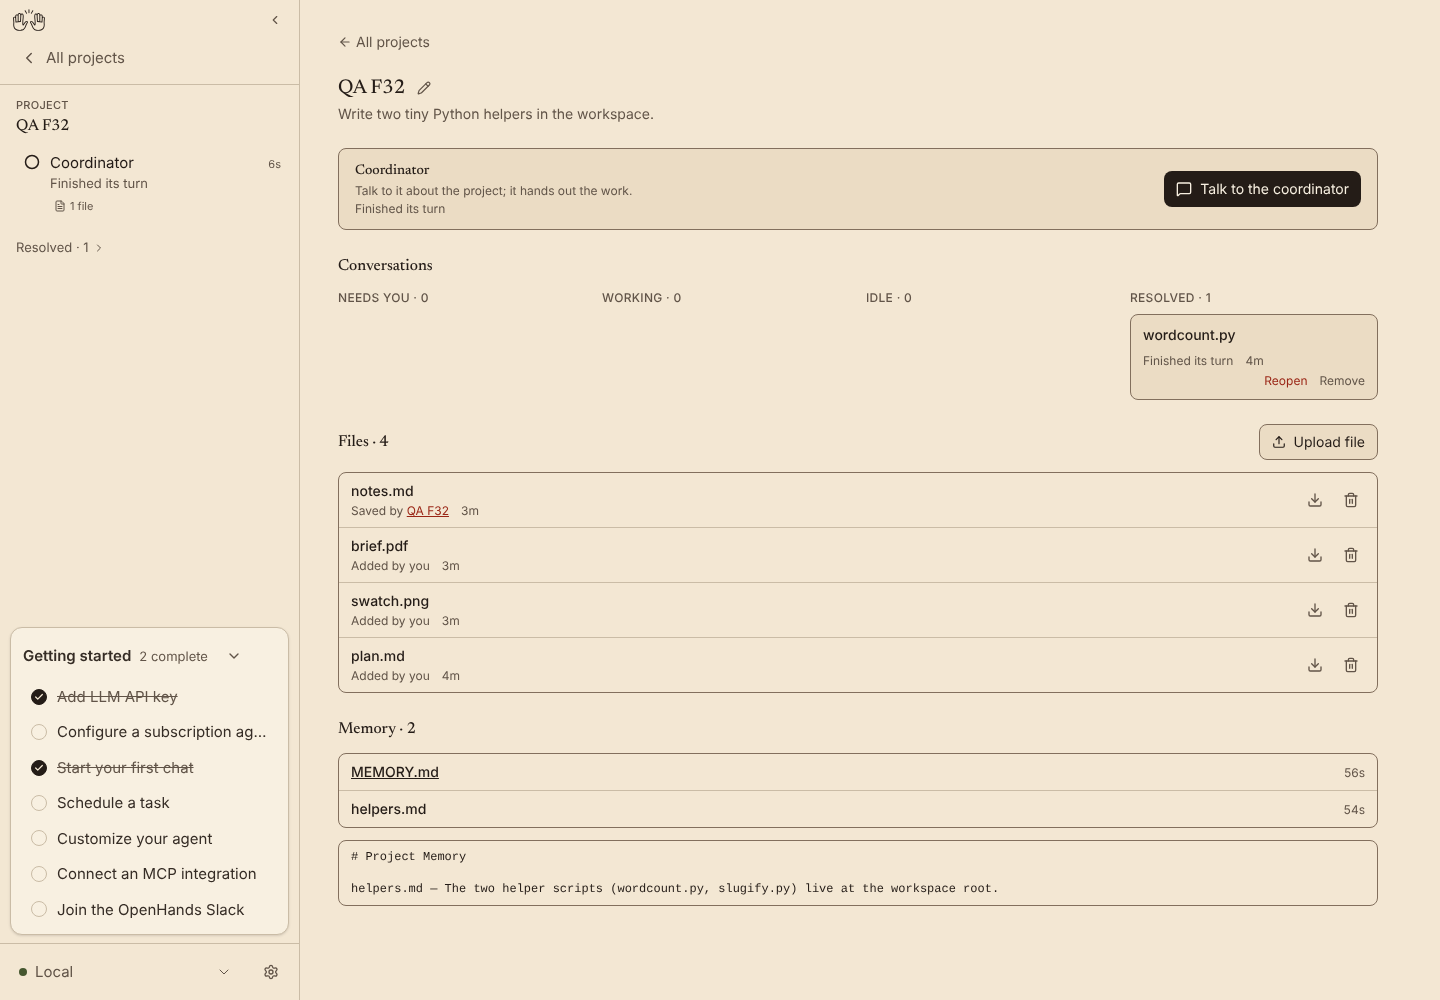 All projects
PROJECT
QA F32
Coordinator 6s
Finished its turn
1 file
Resolved · 1
Getting started 2 complete
Add LLM API key
Configure a subscription ag...
Start your first chat
Schedule a task
Customize your agent
Connect an MCP integration
Join the OpenHands Slack
Local
All projects
QA F32
Write two tiny Python helpers in the workspace.
Coordinator
Talk to it about the project; it hands out the work.
Finished its turn
Talk to the coordinator
Conversations
NEEDS YOU · 0
WORKING · 0
IDLE · 0
RESOLVED · 1
wordcount.py
Finished its turn 4m
Reopen Remove
Files · 4
Upload file
notes.md
Saved by QA F32 3m
brief.pdf
Added by you 3m
swatch.png
Added by you 3m
plan.md
Added by you 4m
Memory · 2
MEMORY.md 56s
helpers.md 54s
# Project Memory
helpers.md — The two helper scripts (wordcount.py, slugify.py) live at the workspace root.